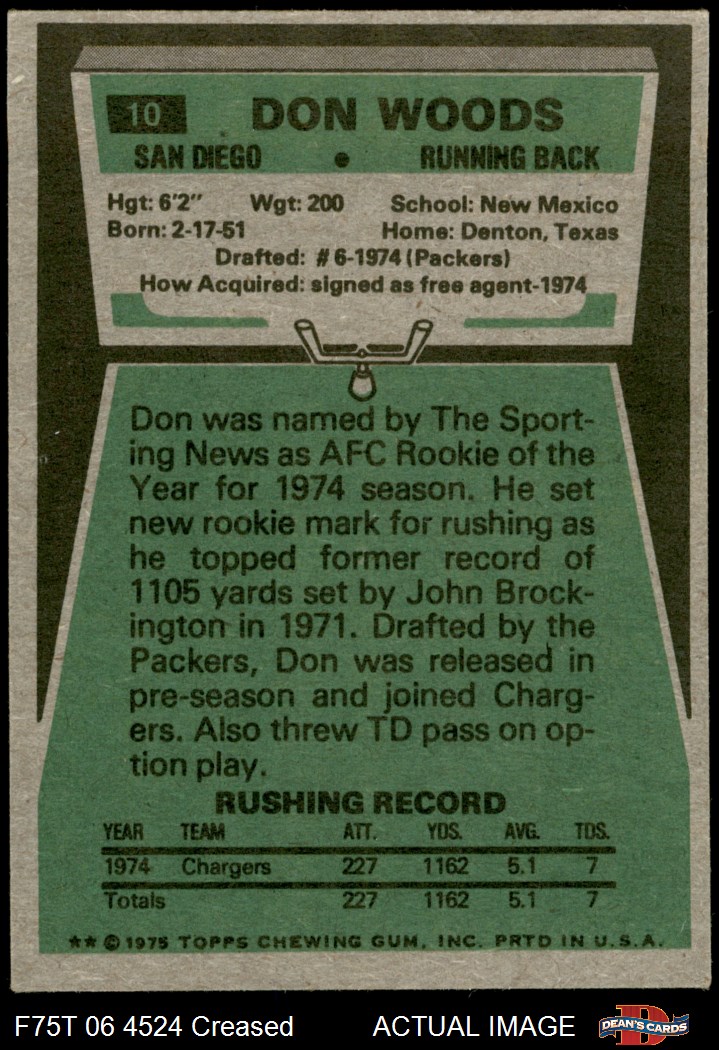 10 DON WOODS
SAN DIEGO • RUNNING BACK
Hgt: 6'2" Wgt: 200 School: New Mexico
Born: 2-17-51 Home: Denton, Texas
Drafted: #6-1974 (Packers)
How Acquired: signed as free agent-1974
Don was named by The Sport-
ing News as AFC Rookie of the
Year for 1974 season. He set
new rookie mark for rushing as
he topped former record of
1105 yards set by John Brock-
ington in 1971. Drafted by the
Packers, Don was released in
pre-season and joined Charg-
ers. Also threw TD pass on op-
tion play.
RUSHING RECORD
YEAR TEAM ATT. YDS. AVG. TDS.
1974 Chargers 227 1162 5.1 7
Totals 227 1162 5.1 7
★★ © 1975 TOPPS CHEWING GUM, INC. PRTD IN U.S.A.
F75T 06 4524 Creased ACTUAL IMAGE D DEAN'S CARDS